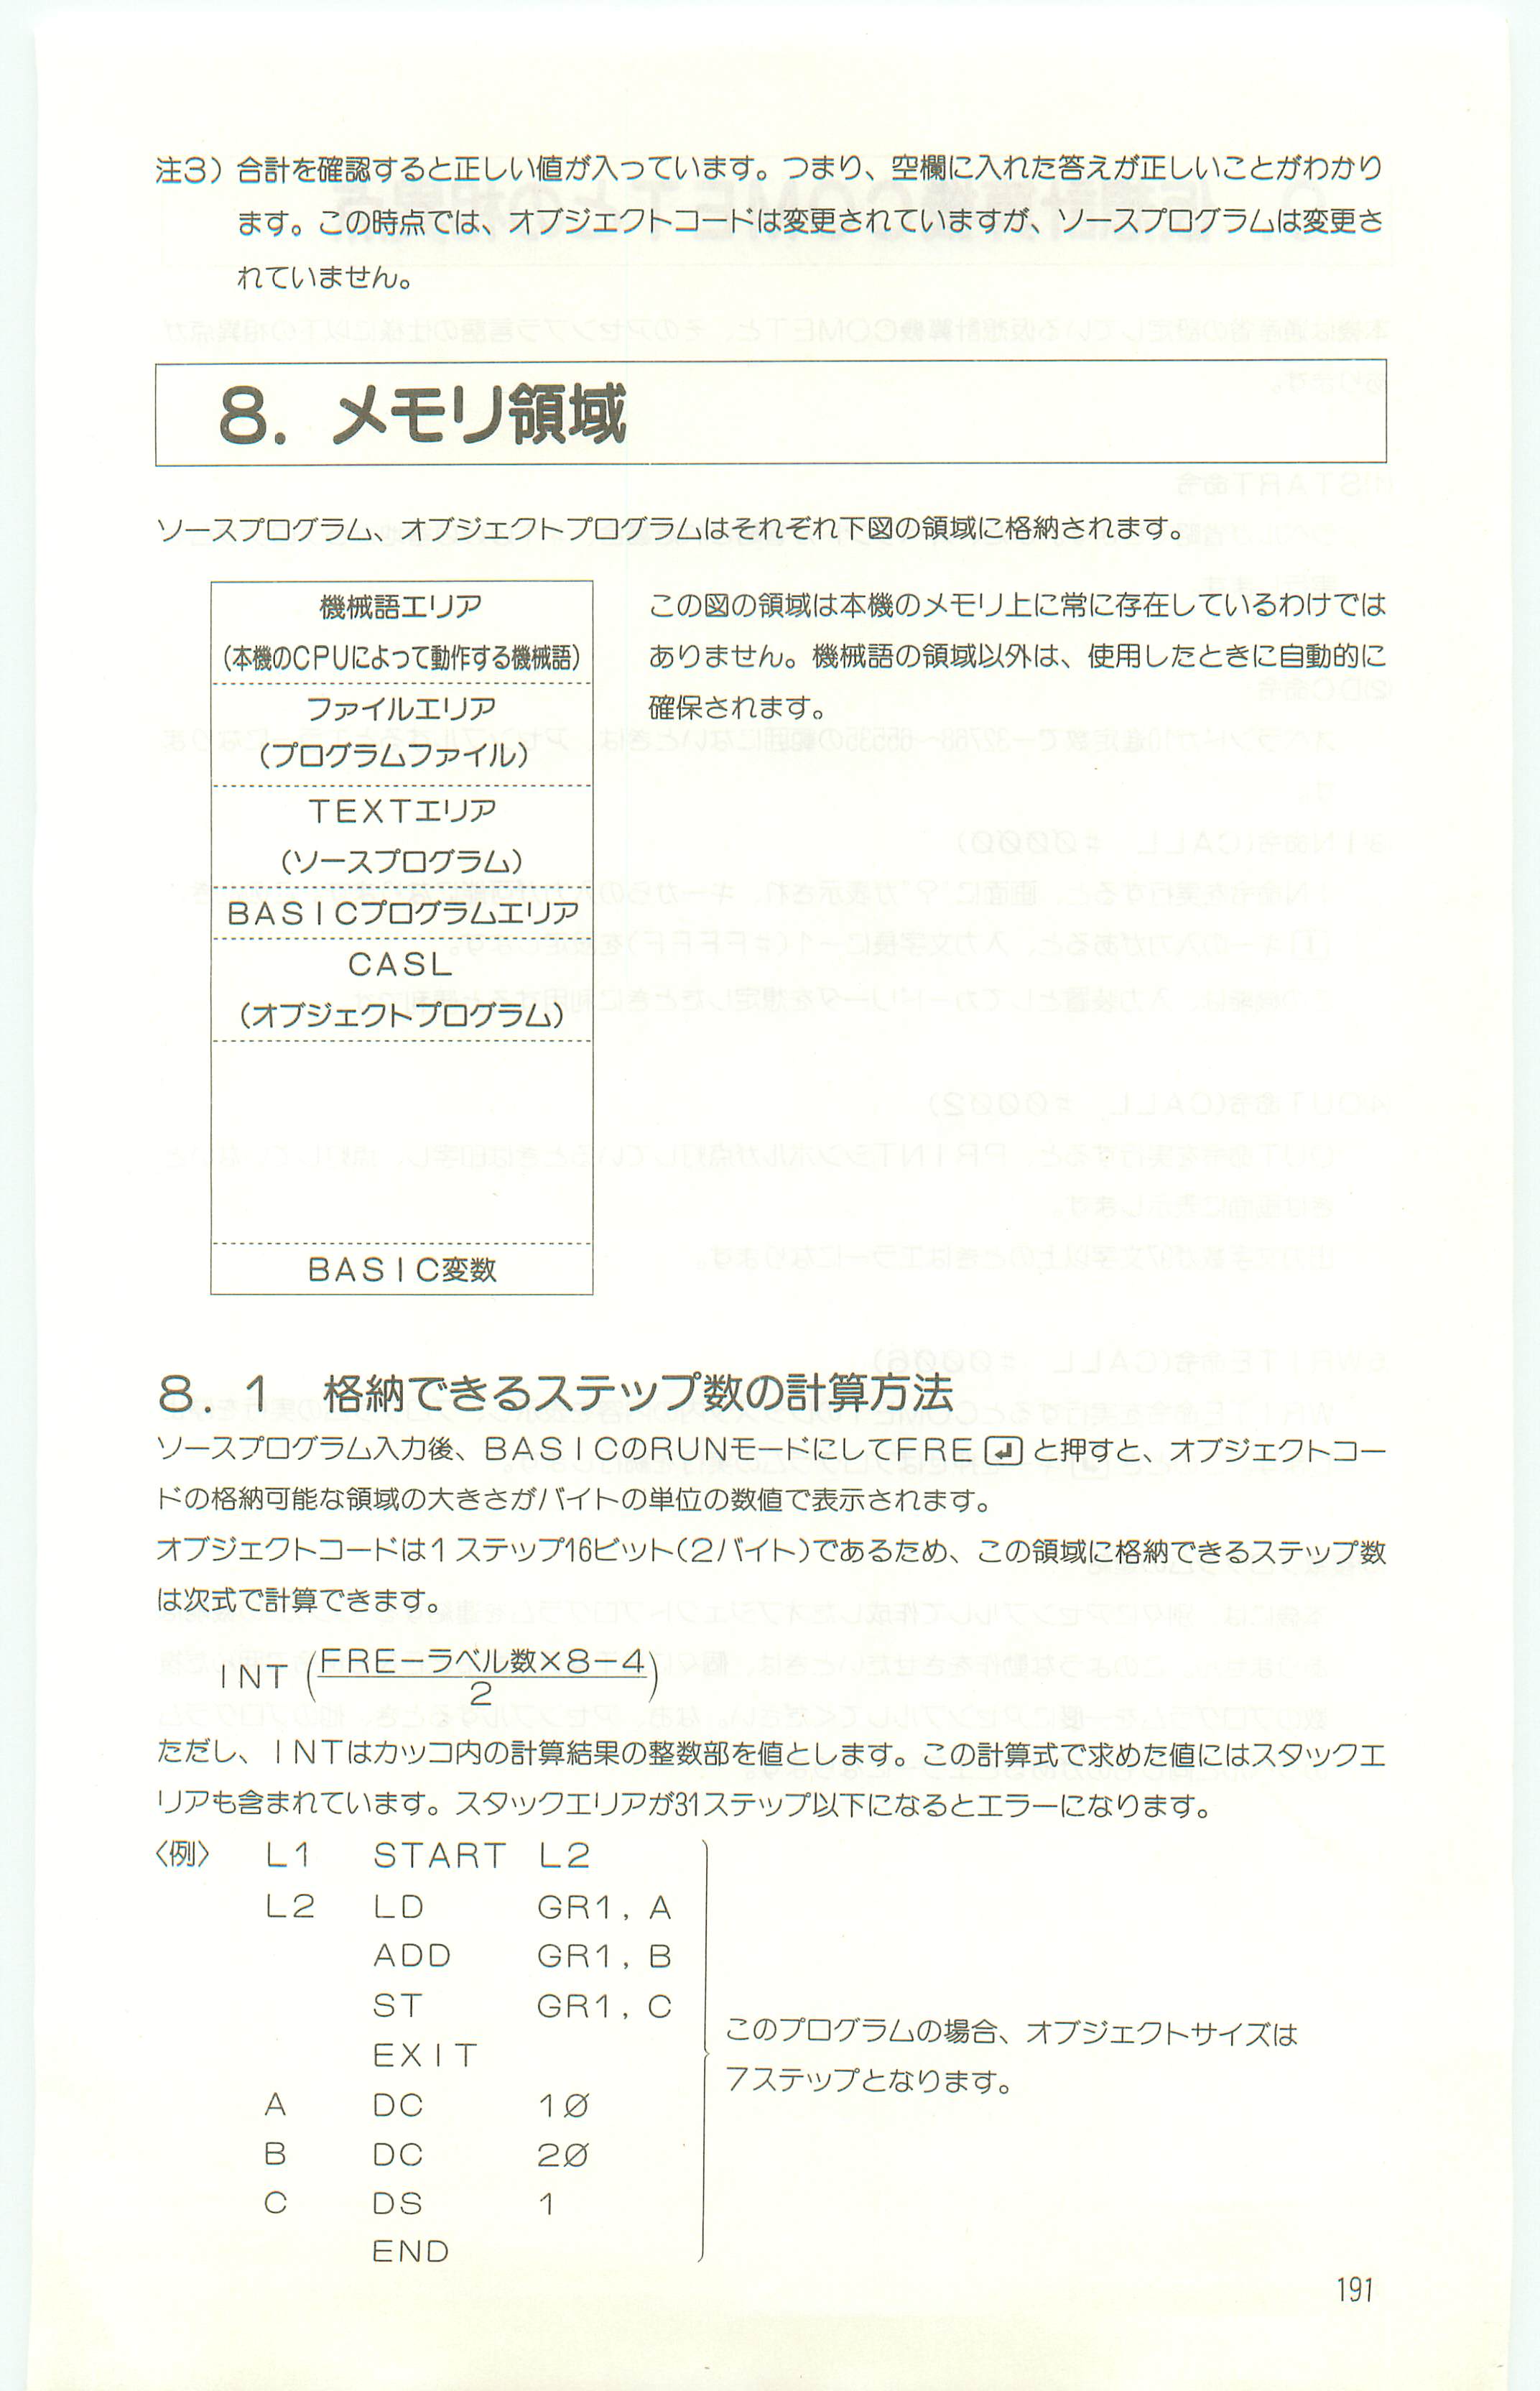 注3）合計を確認すると正しい値が入っています。つまり、空欄に入れた答えが正しいことがわかり
ます。この時点では、オブジェクトコードは変更されていますが、ソースプログラムは変更さ
れていません。
8．メモリ領域
ソースプログラム、オブジェクトプログラムはそれぞれ下図の領域に格納されます。
機械語エリア
（本機のCPUによって動作する機械語）
ファイルエリア
（プログラムファイル）
TEXTエリア
（ソースプログラム）
BASICプログラムエリア
CASL
（オブジェクトプログラム）
BASIC変数
この図の領域は本機のメモリ上に常に存在しているわけでは
ありません。機械語の領域以外は、使用したときに自動的に
確保されます。
8．1　格納できるステップ数の計算方法
ソースプログラム入力後、BASICのRUNモードにしてFRE ↵ と押すと、オブジェクトコー
ドの格納可能な領域の大きさがバイトの単位の数値で表示されます。
オブジェクトコードは1ステップ16ビット（2バイト）であるため、この領域に格納できるステップ数
は次式で計算できます。
INT (FRE－ラベル数×8－4 / 2)
ただし、INTはカッコ内の計算結果の整数部を値とします。この計算式で求めた値にはスタックエ
リアも含まれています。スタックエリアが31ステップ以下になるとエラーになります。
〈例〉 L1 START L2
L2 LD GR1, A
ADD GR1, B
ST GR1, C
EXIT
A DC 1Ø
B DC 2Ø
C DS 1
END
このプログラムの場合、オブジェクトサイズは
7ステップとなります。
191